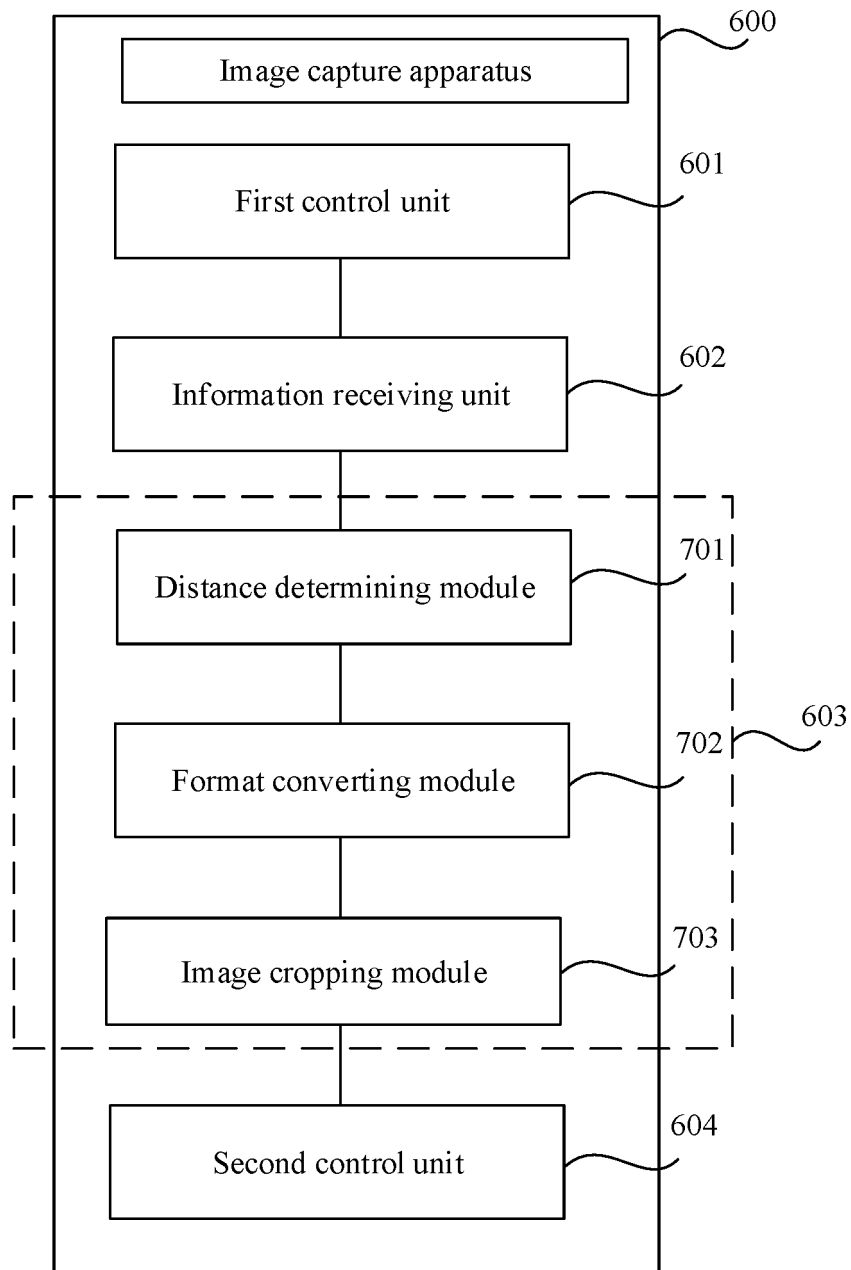 600
Image capture apparatus
601
First control unit
602
Information receiving unit
701
Distance determining module
603
702
Format converting module
703
Image cropping module
604
Second control unit